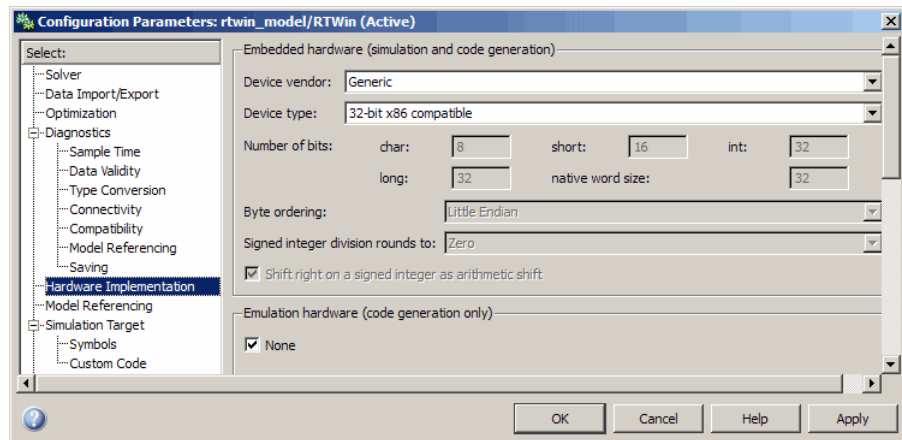 Configuration Parameters: rtwin_model/RTWin (Active)
Select:
Solver
Data Import/Export
Optimization
Diagnostics
Sample Time
Data Validity
Type Conversion
Connectivity
Compatibility
Model Referencing
Saving
Hardware Implementation
Model Referencing
Simulation Target
Symbols
Custom Code
Embedded hardware (simulation and code generation)
Device vendor: Generic
Device type: 32-bit x86 compatible
Number of bits: char: 8 short: 16 int: 32
long: 32 native word size: 32
Byte ordering: Little Endian
Signed integer division rounds to: Zero
Shift right on a signed integer as arithmetic shift
Emulation hardware (code generation only)
None
OK Cancel Help Apply